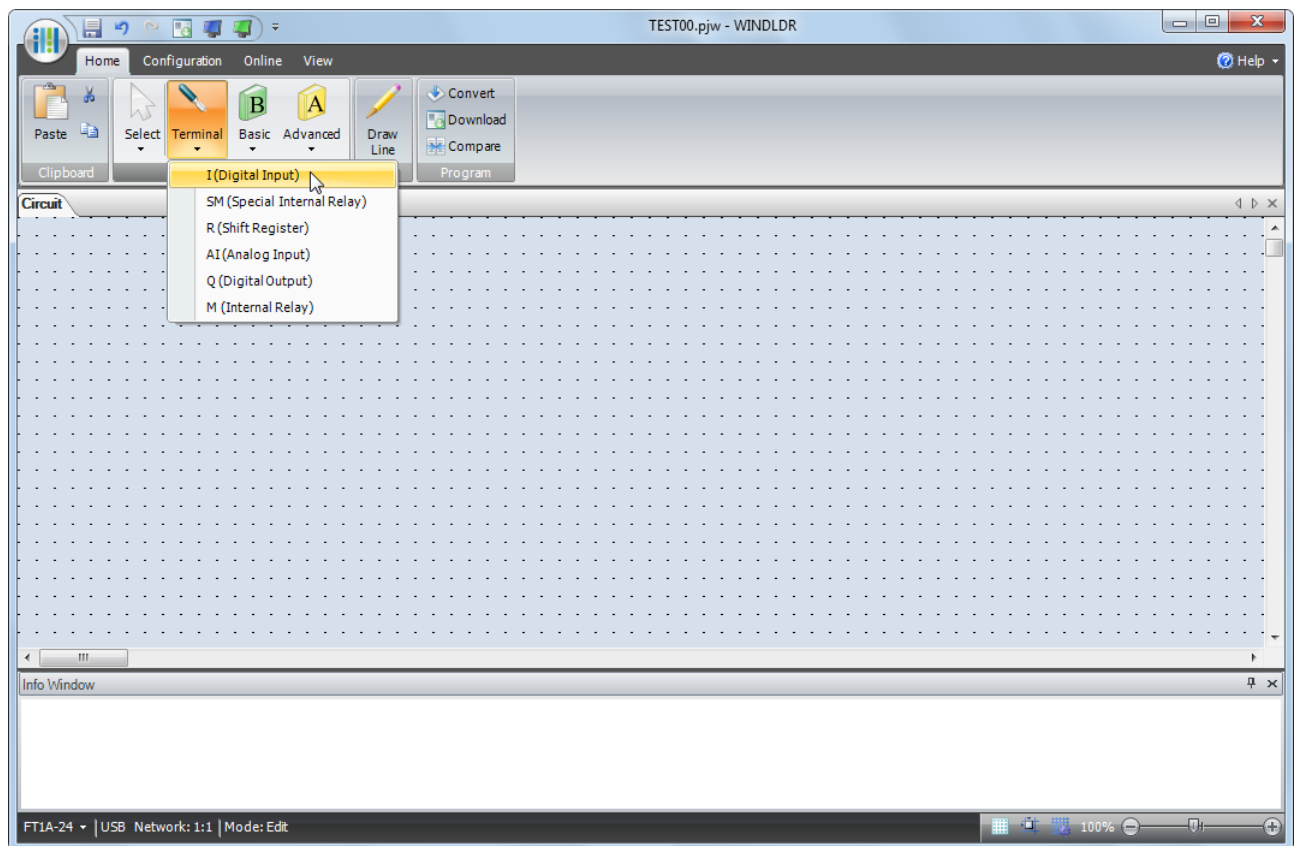 TEST00.pjw - WINDLDR
Home Configuration Online View Help
Paste Select Terminal Basic Advanced Draw Line Convert Download Compare
B A
Clipboard Program
I (Digital Input)
SM (Special Internal Relay)
R (Shift Register)
AI (Analog Input)
Q (Digital Output)
M (Internal Relay)
Circuit
Info Window
FT1A-24 USB Network: 1:1 Mode: Edit 100%